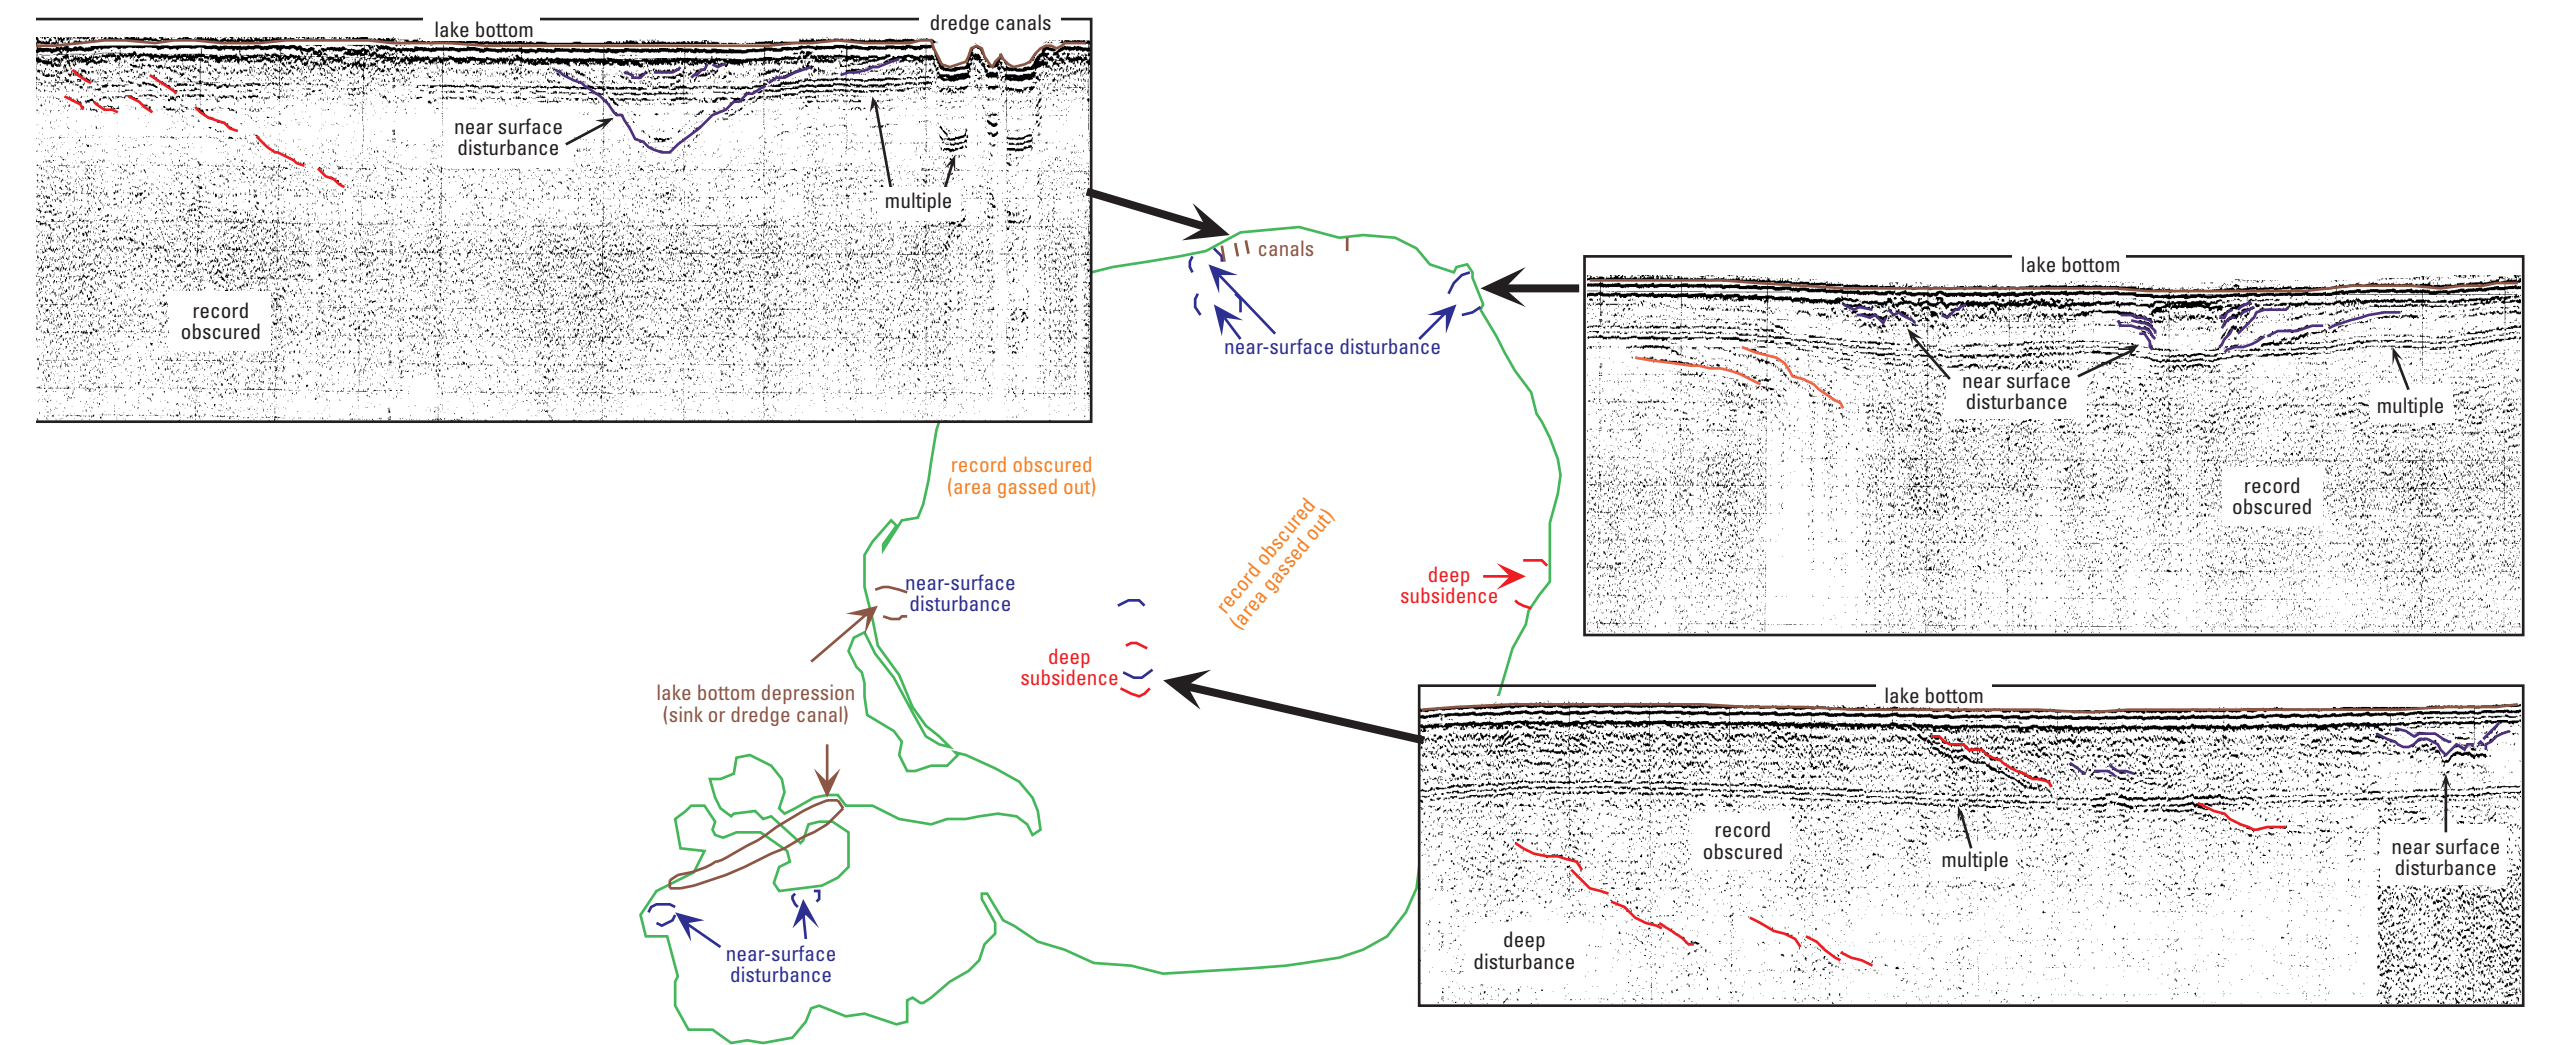 lake bottom
dredge canals
near surface
disturbance
multiple
record
obscured
canals
near-surface disturbance
lake bottom
near surface
disturbance
multiple
record
obscured
record obscured
(area gassed out)
record obscured
(area gassed out)
near-surface
disturbance
deep
subsidence
deep
subsidence
lake bottom depression
(sink or dredge canal)
near-surface
disturbance
lake bottom
record
obscured
multiple
near surface
disturbance
deep
disturbance